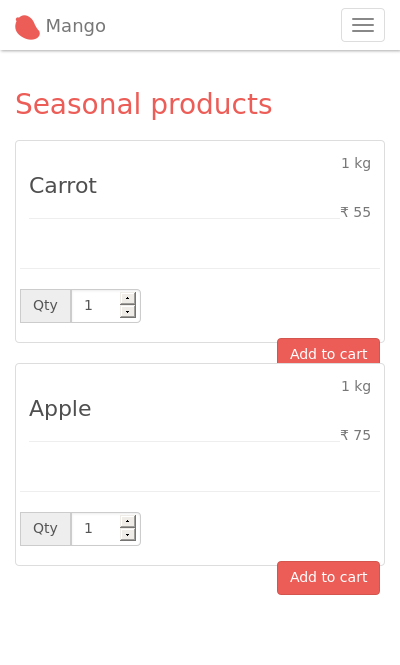 Mango
Seasonal products
1 kg
Carrot
₹ 55
Qty 1
Add to cart
1 kg
Apple
₹ 75
Qty 1
Add to cart